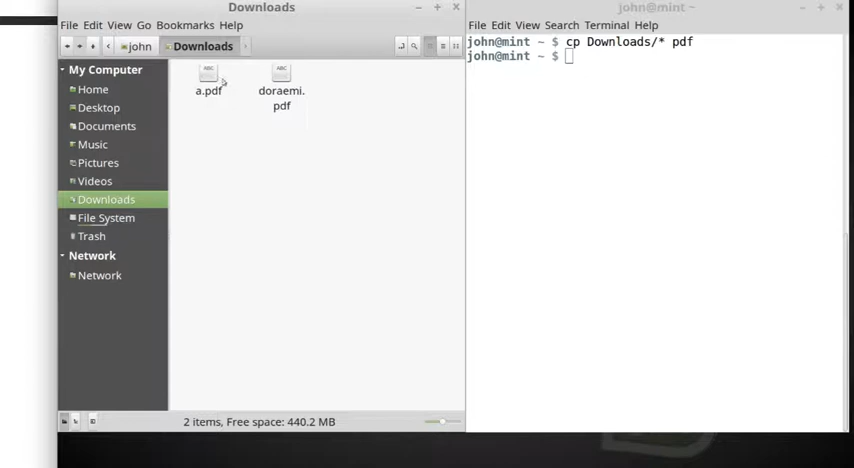 Downloads
File Edit View Go Bookmarks Help
john
Downloads
My Computer
Home
Desktop
Documents
Music
Pictures
Videos
Downloads
File System
Trash
Network
Network
ABC
a.pdf
ABC
doraemi.
pdf
2 items, Free space: 440.2 MB
john@mint ~
File Edit View Search Terminal Help
john@mint ~ $ cp Downloads/* pdf
john@mint ~ $